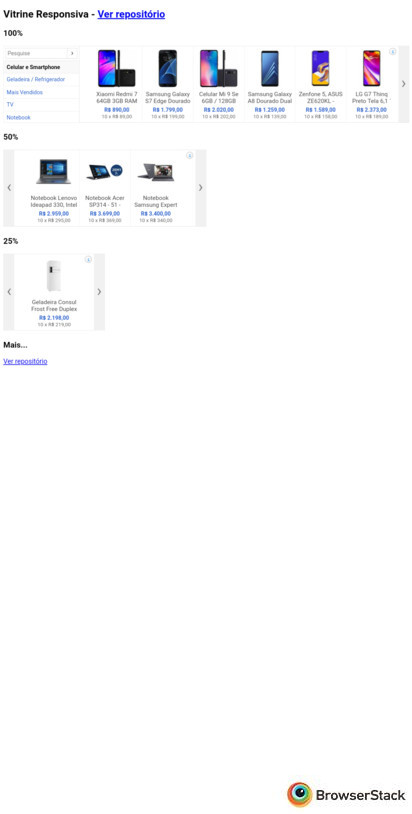 Vitrine Responsiva - Ver repositório
100%
Pesquise
Celular e Smartphone
Geladeira / Refrigerador
Mais Vendidos
TV
Notebook
Xiaomi Redmi 7
64GB 3GB RAM
R$ 890,00
10 x R$ 89,00
Samsung Galaxy
S7 Edge Dourado
R$ 1.799,00
10 x R$ 199,00
Celular Mi 9 Se
6GB / 128GB
R$ 2.020,00
10 x R$ 202,00
Samsung Galaxy
A8 Dourado Dual
R$ 1.259,00
10 x R$ 139,00
Zenfone 5, ASUS
ZE620KL -
R$ 1.589,00
10 x R$ 158,00
LG G7 Thinq
Preto Tela 6,1
R$ 2.373,00
10 x R$ 189,00
50%
Notebook Lenovo
Ideapad 330, Intel
R$ 2.959,00
10 x R$ 295,00
Notebook Acer
SP314 - 51 -
R$ 3.699,00
10 x R$ 369,00
Notebook
Samsung Expert
R$ 3.400,00
10 x R$ 340,00
25%
Geladeira Consul
Frost Free Duplex
R$ 2.198,00
10 x R$ 219,00
Mais...
Ver repositório
BrowserStack